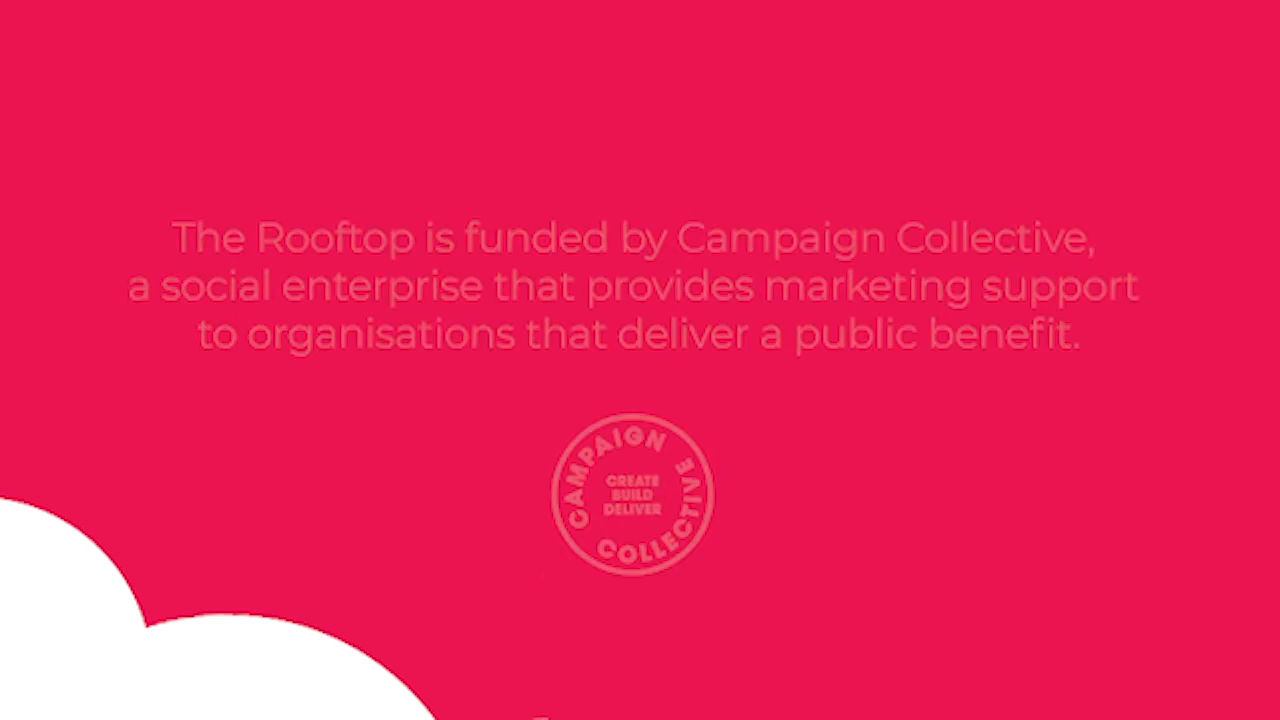 The Rooftop is funded by Campaign Collective,
a social enterprise that provides marketing support
to organisations that deliver a public benefit.
CAMPAIGN COLLECTIVE
CREATE
BUILD
DELIVER